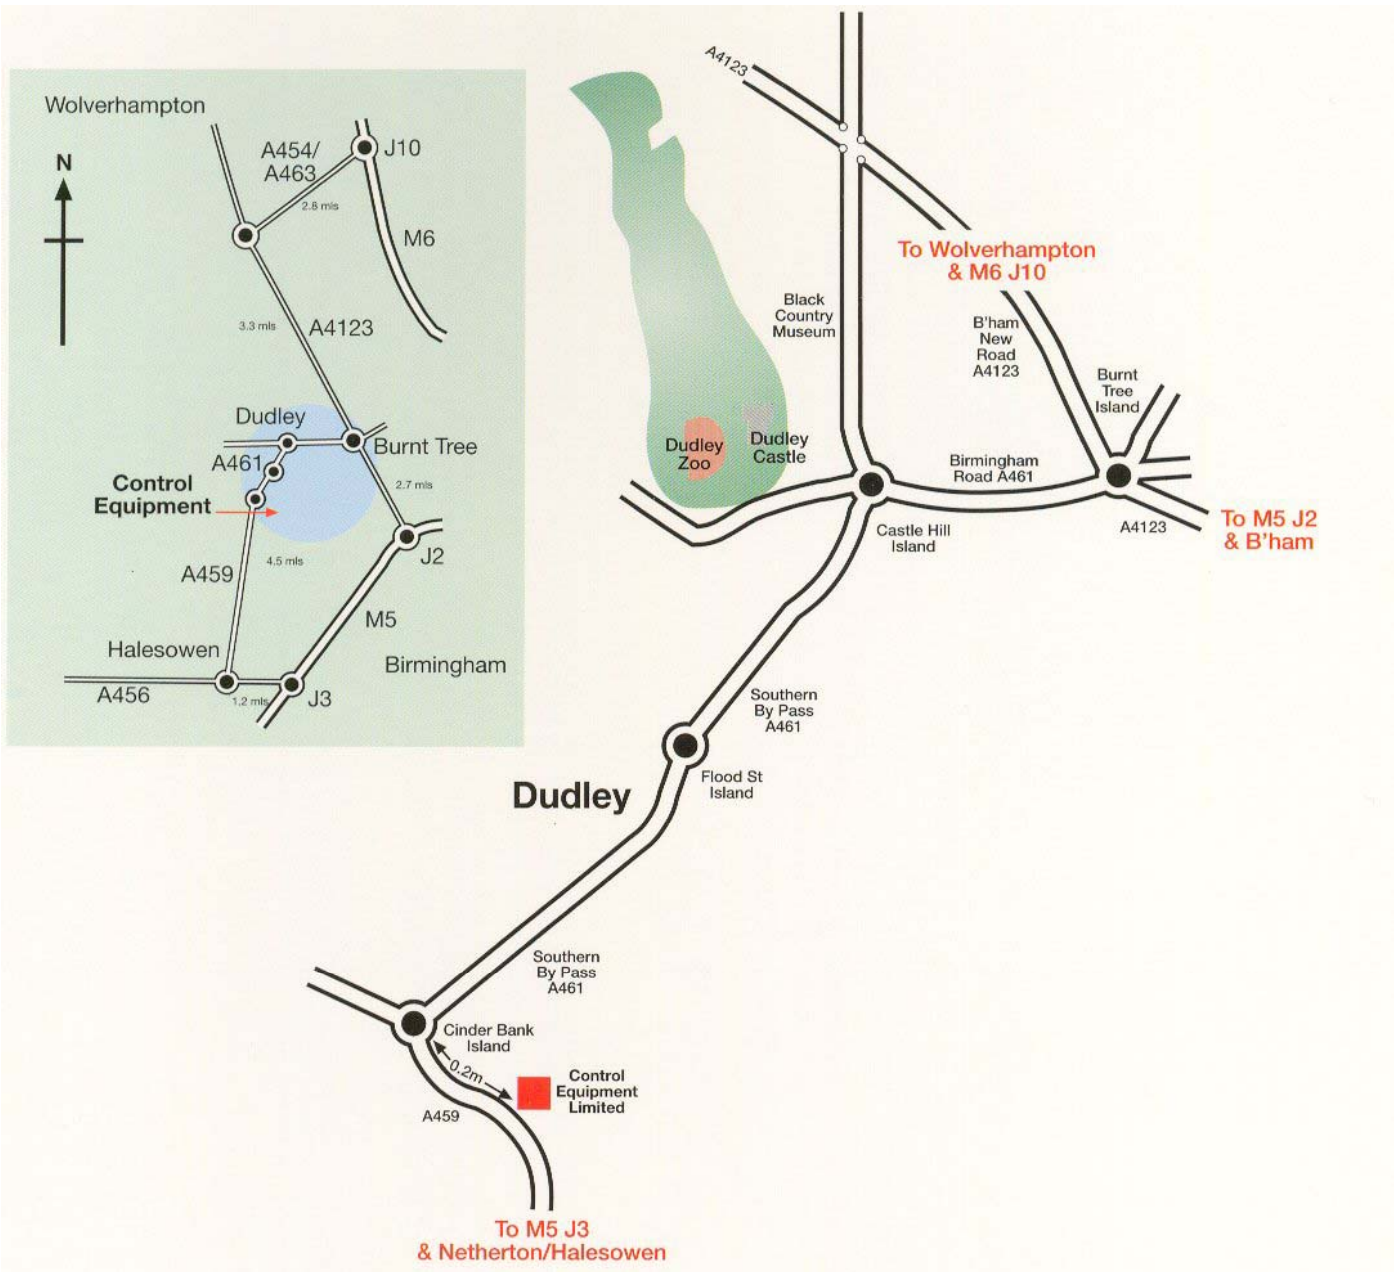 Wolverhampton
N
A454/
A463
J10
2.8 mls
M6
3.3 mls
A4123
Dudley
Burnt Tree
A461
Control
Equipment
2.7 mls
J2
4.5 mls
A459
M5
Halesowen
Birmingham
A456
1.2 mls
J3
A4123
To Wolverhampton
& M6 J10
Black
Country
Museum
B'ham
New
Road
A4123
Burnt
Tree
Island
Dudley
Zoo
Dudley
Castle
Birmingham
Road A461
Castle Hill
Island
A4123
To M5 J2
& B'ham
Southern
By Pass
A461
Flood St
Island
Dudley
Southern
By Pass
A461
Cinder Bank
Island
0.2m
Control
Equipment
Limited
A459
To M5 J3
& Netherton/Halesowen